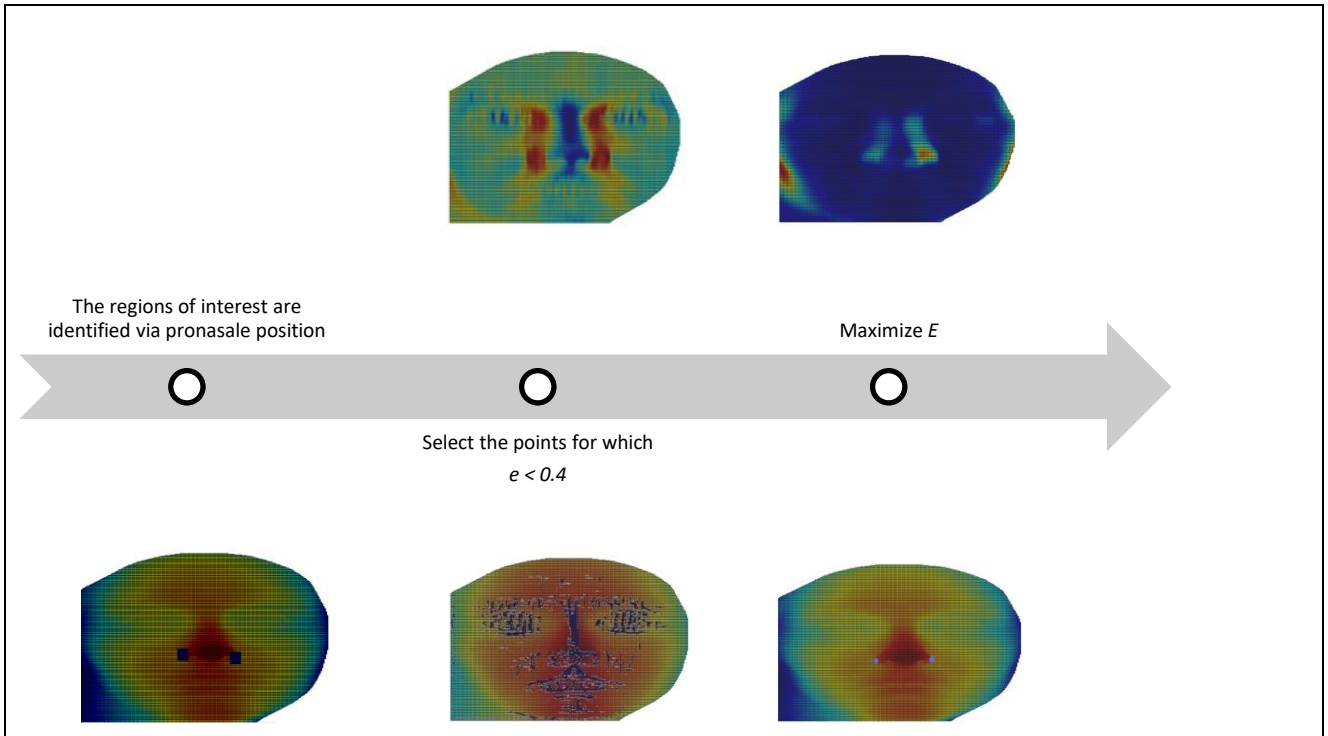 The regions of interest are
identified via pronasale position
Select the points for which
e < 0.4
Maximize E